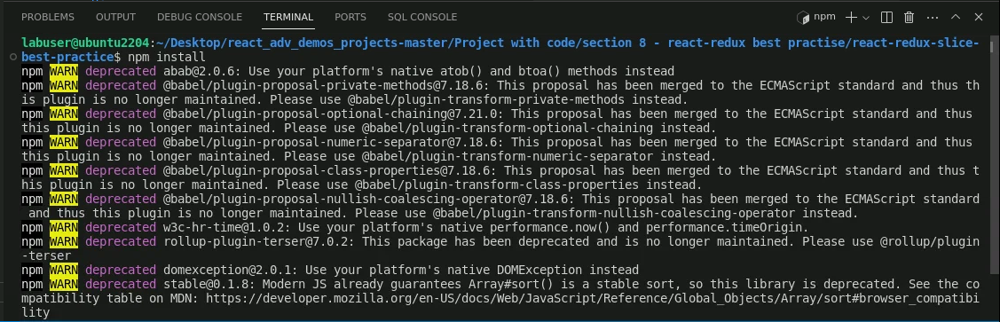 PROBLEMS OUTPUT DEBUG CONSOLE TERMINAL PORTS SQL CONSOLE npm
labuser@ubuntu2204:~/Desktop/react_adv_demos_projects-master/Project with code/section 8 - react-redux best practise/react-redux-slice-
best-practice$ npm install
npm WARN deprecated abab@2.0.6: Use your platform's native atob() and btoa() methods instead
npm WARN deprecated @babel/plugin-proposal-private-methods@7.18.6: This proposal has been merged to the ECMAScript standard and thus th
is plugin is no longer maintained. Please use @babel/plugin-transform-private-methods instead.
npm WARN deprecated @babel/plugin-proposal-optional-chaining@7.21.0: This proposal has been merged to the ECMAScript standard and thus
this plugin is no longer maintained. Please use @babel/plugin-transform-optional-chaining instead.
npm WARN deprecated @babel/plugin-proposal-numeric-separator@7.18.6: This proposal has been merged to the ECMAScript standard and thus
this plugin is no longer maintained. Please use @babel/plugin-transform-numeric-separator instead.
npm WARN deprecated @babel/plugin-proposal-class-properties@7.18.6: This proposal has been merged to the ECMAScript standard and thus t
his plugin is no longer maintained. Please use @babel/plugin-transform-class-properties instead.
npm WARN deprecated @babel/plugin-proposal-nullish-coalescing-operator@7.18.6: This proposal has been merged to the ECMAScript standard
and thus this plugin is no longer maintained. Please use @babel/plugin-transform-nullish-coalescing-operator instead.
npm WARN deprecated w3c-hr-time@1.0.2: Use your platform's native performance.now() and performance.timeOrigin.
npm WARN deprecated rollup-plugin-terser@7.0.2: This package has been deprecated and is no longer maintained. Please use @rollup/plugin
-terser
npm WARN deprecated domexception@2.0.1: Use your platform's native DOMException instead
npm WARN deprecated stable@0.1.8: Modern JS already guarantees Array#sort() is a stable sort, so this library is deprecated. See the co
mpatibility table on MDN: https://developer.mozilla.org/en-US/docs/Web/JavaScript/Reference/Global_Objects/Array/sort#browser_compatibi
lity